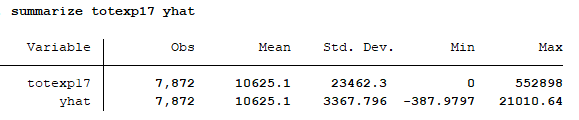 summarize totexp17 yhat
Variable Obs Mean Std. Dev. Min Max
totexp17 7,872 10625.1 23462.3 0 552898
yhat 7,872 10625.1 3367.796 -387.9797 21010.64